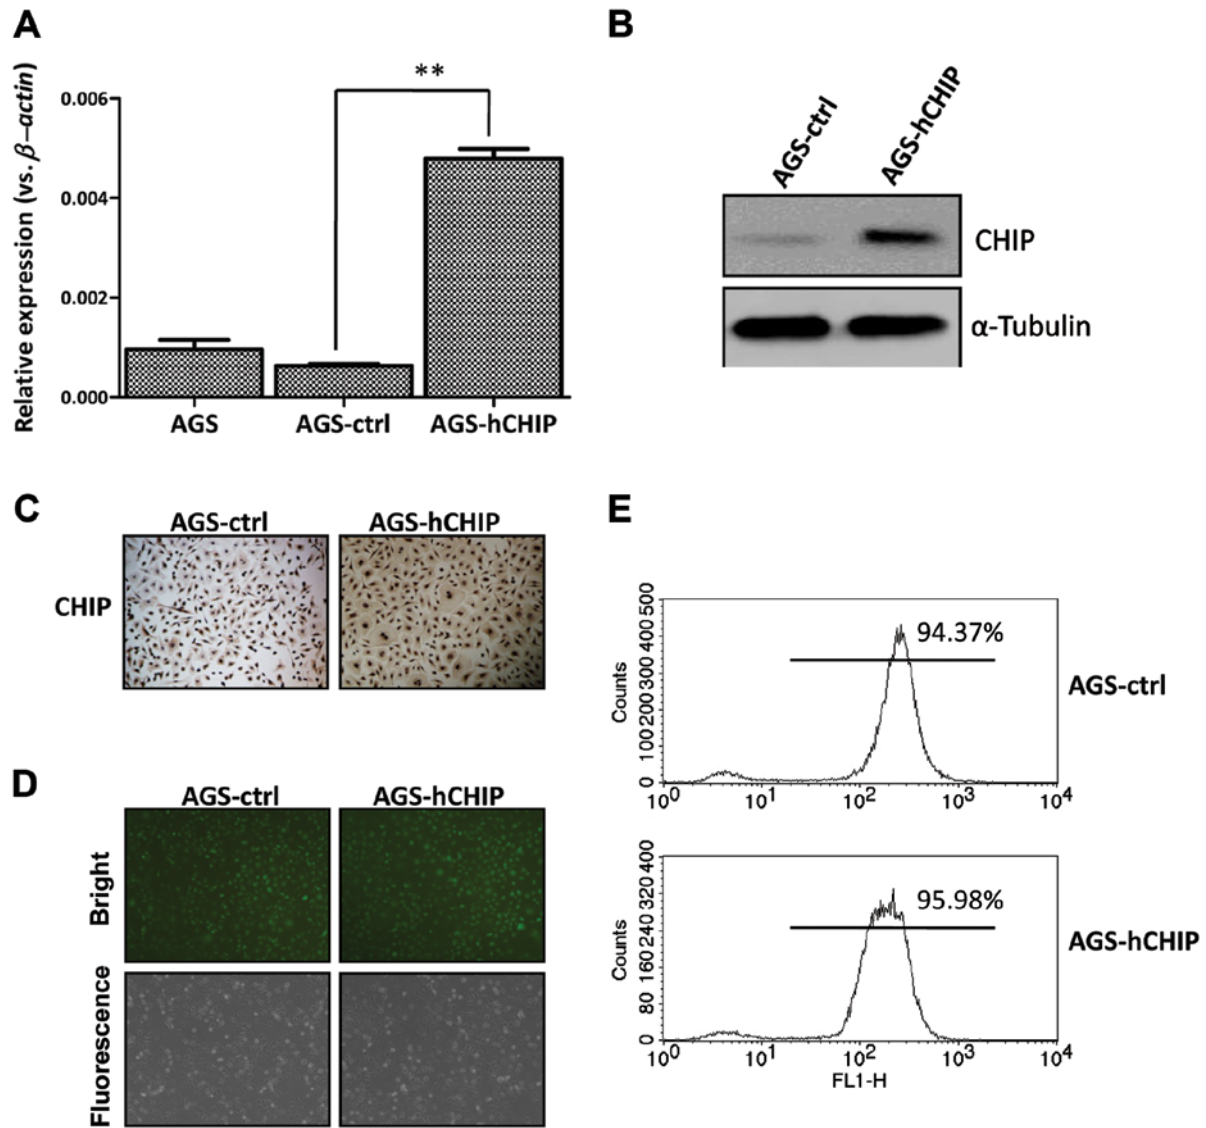 A
Relative expression (vs. β–actin)
0.006
0.004
0.002
0.000
**
AGS
AGS-ctrl
AGS-hCHIP
B
AGS-ctrl
AGS-hCHIP
CHIP
α-Tubulin
C
AGS-ctrl
AGS-hCHIP
CHIP
D
AGS-ctrl
AGS-hCHIP
Bright
Fluorescence
E
Counts
0 100 200 300 400 500
94.37%
10⁰ 10¹ 10² 10³ 10⁴
AGS-ctrl
Counts
0 80 160 240 320 400
95.98%
10⁰ 10¹ 10² 10³ 10⁴
FL1-H
AGS-hCHIP